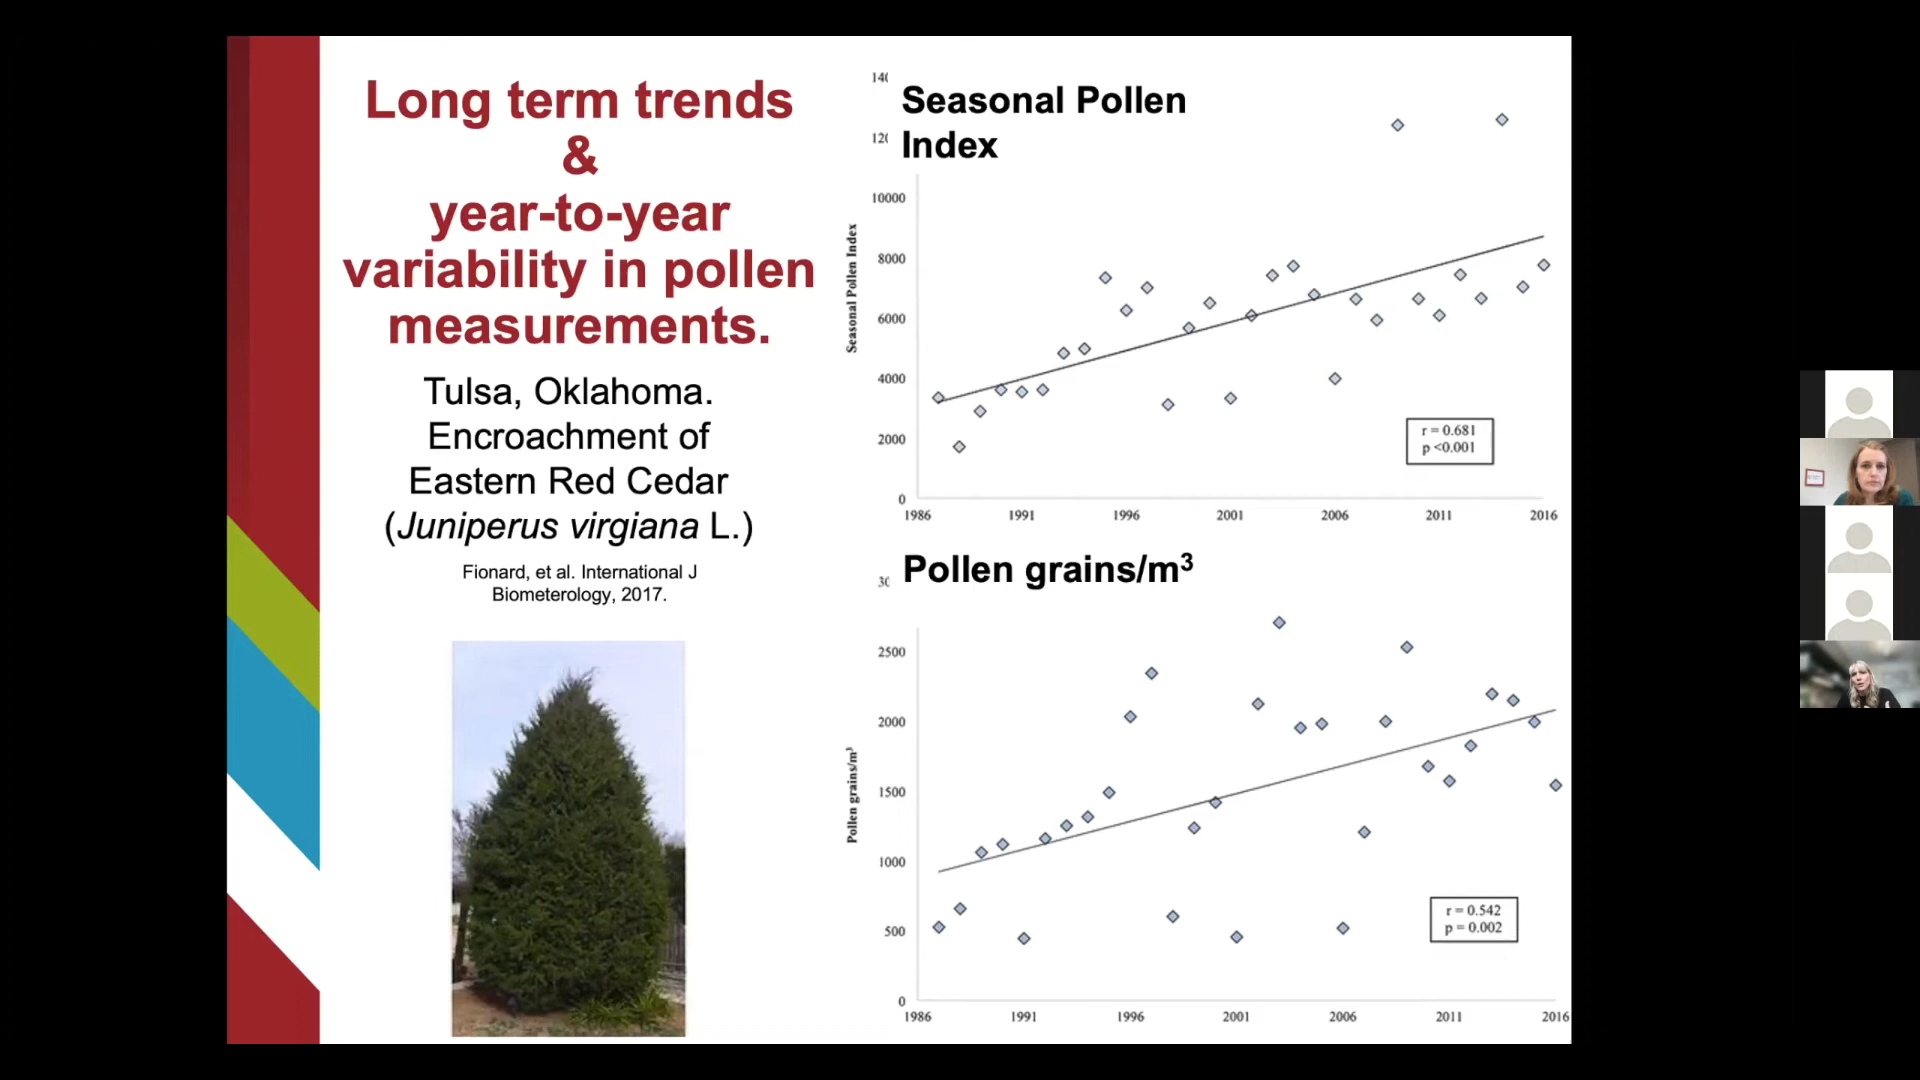 Long term trends
&
year-to-year
variability in pollen
measurements.
Tulsa, Oklahoma.
Encroachment of
Eastern Red Cedar
(Juniperus virgiana L.)
Fionard, et al. International J
Biometerology, 2017.
Seasonal Pollen
Index
10000
8000
6000
4000
2000
0
Seasonal Pollen Index
r = 0.681
p <0.001
1986 1991 1996 2001 2006 2011 2016
Pollen grains/m³
2500
2000
1500
1000
500
0
Pollen grains/m³
r = 0.542
p = 0.002
1986 1991 1996 2001 2006 2011 2016